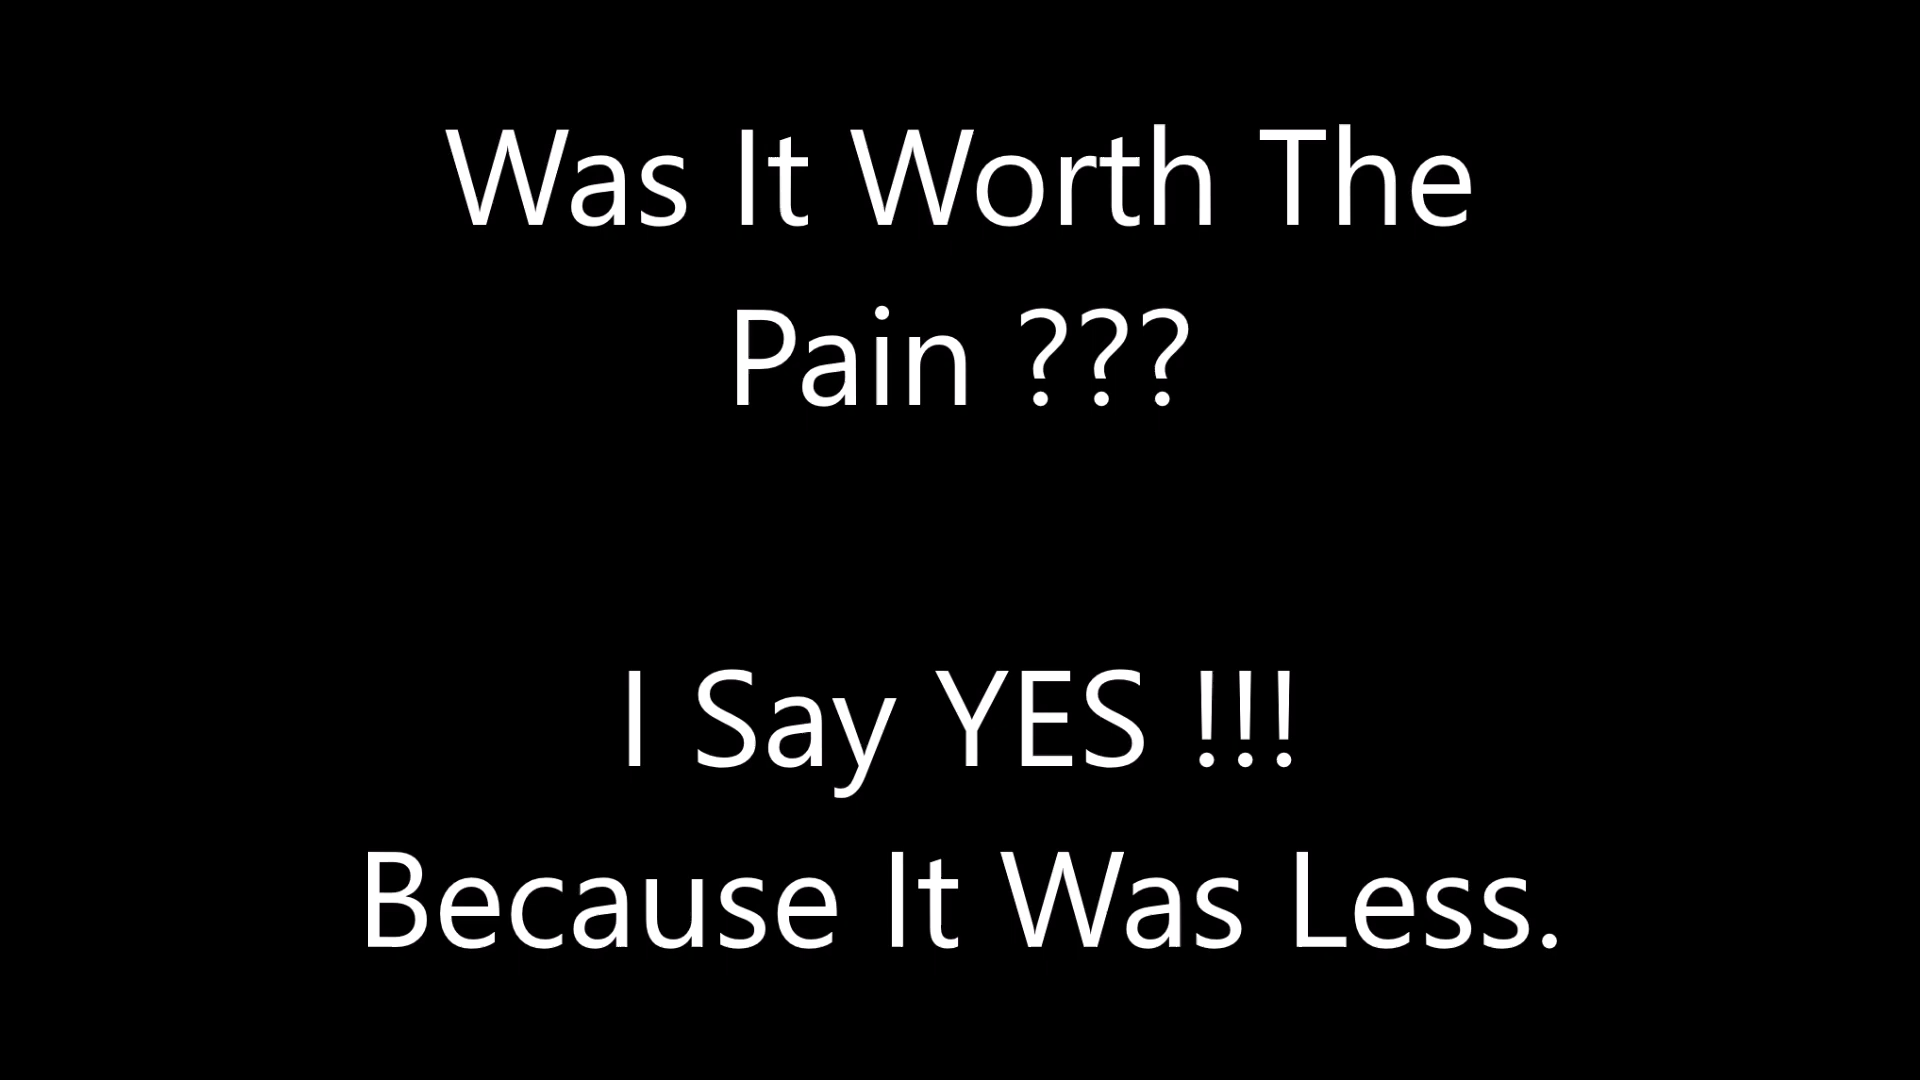 Was It Worth The
Pain ???
I Say YES !!!
Because It Was Less.